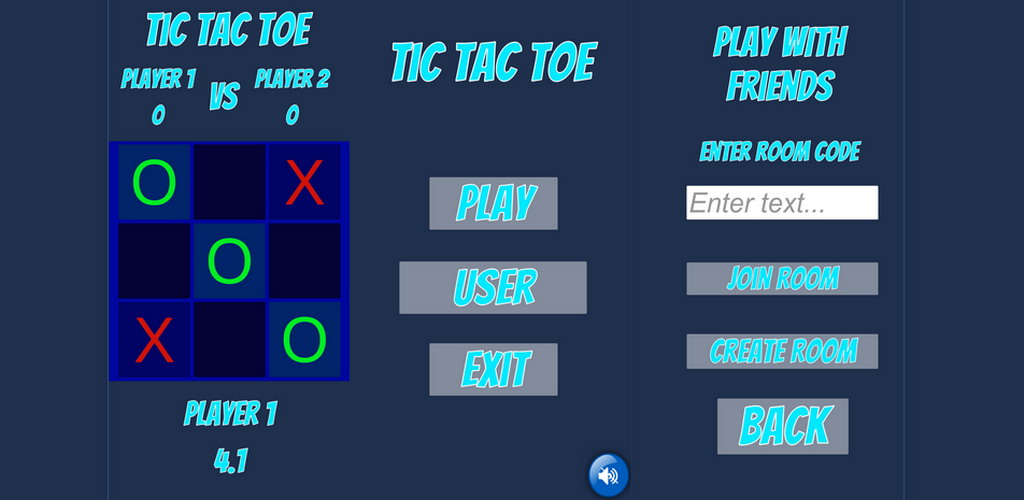 TIC TAC TOE
PLAYER 1 VS PLAYER 2
0 0
O X
O
X O
PLAYER 1
4.1
TIC TAC TOE
PLAY
USER
EXIT
PLAY WITH
FRIENDS
ENTER ROOM CODE
Enter text...
JOIN ROOM
CREATE ROOM
BACK